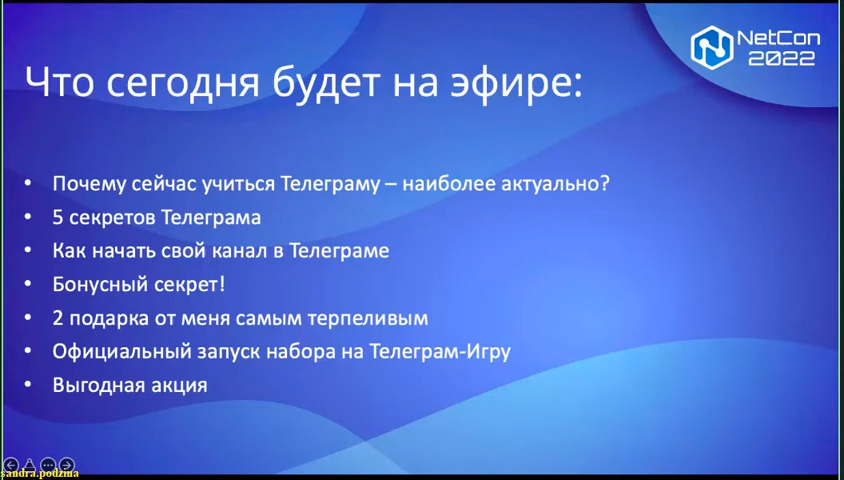 NetCon
2022
Что сегодня будет на эфире:
• Почему сейчас учиться Телеграму – наиболее актуально?
• 5 секретов Телеграма
• Как начать свой канал в Телеграме
• Бонусный секрет!
• 2 подарка от меня самым терпеливым
• Официальный запуск набора на Телеграм-Игру
• Выгодная акция
sandra.podzina